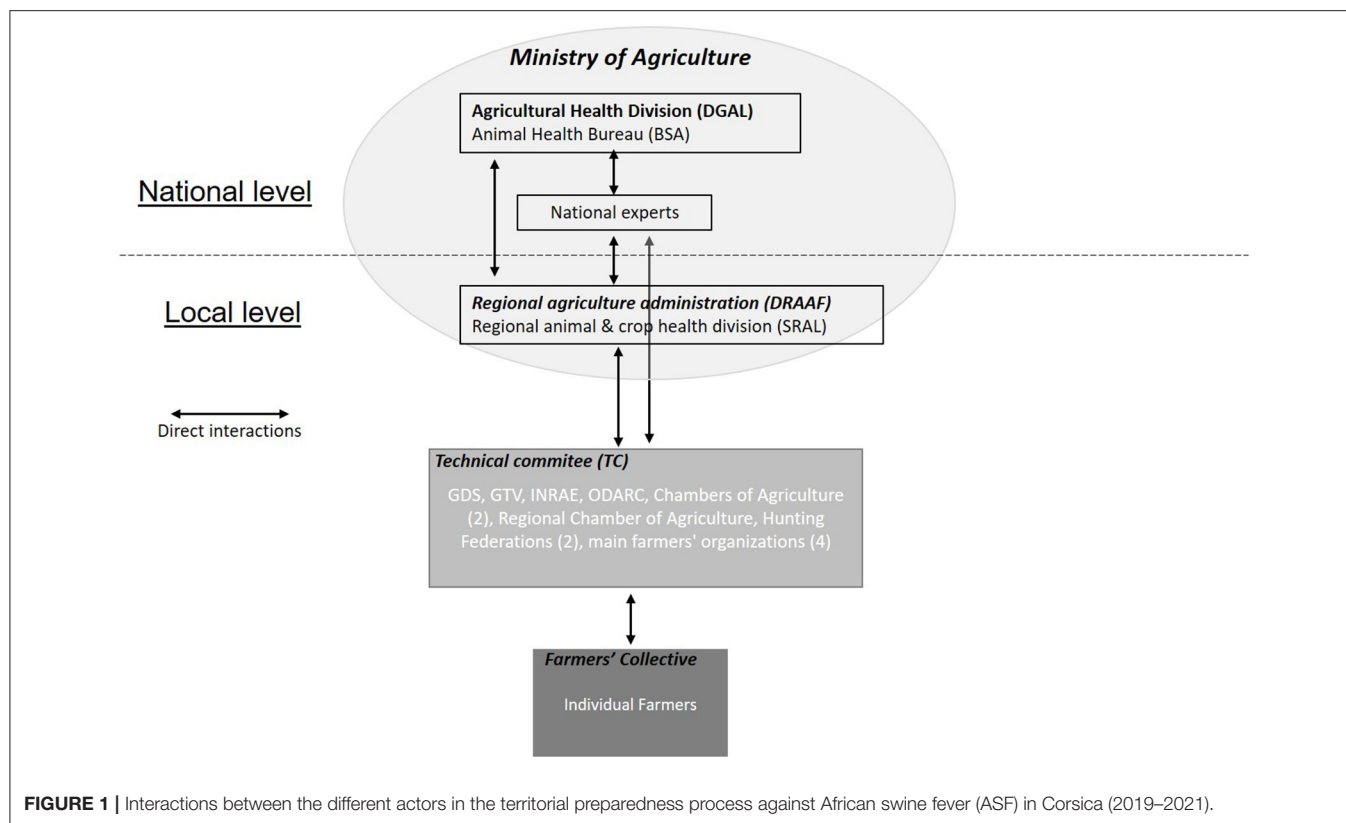 Ministry of Agriculture
Agricultural Health Division (DGAL)
Animal Health Bureau (BSA)
National level
National experts
Local level
Regional agriculture administration (DRAAF)
Regional animal & crop health division (SRAL)
Direct interactions
Technical commitee (TC)
GDS, GTV, INRAE, ODARC, Chambers of Agriculture
(2), Regional Chamber of Agriculture, Hunting
Federations (2), main farmers' organizations (4)
Farmers' Collective
Individual Farmers
FIGURE 1 | Interactions between the different actors in the territorial preparedness process against African swine fever (ASF) in Corsica (2019–2021).